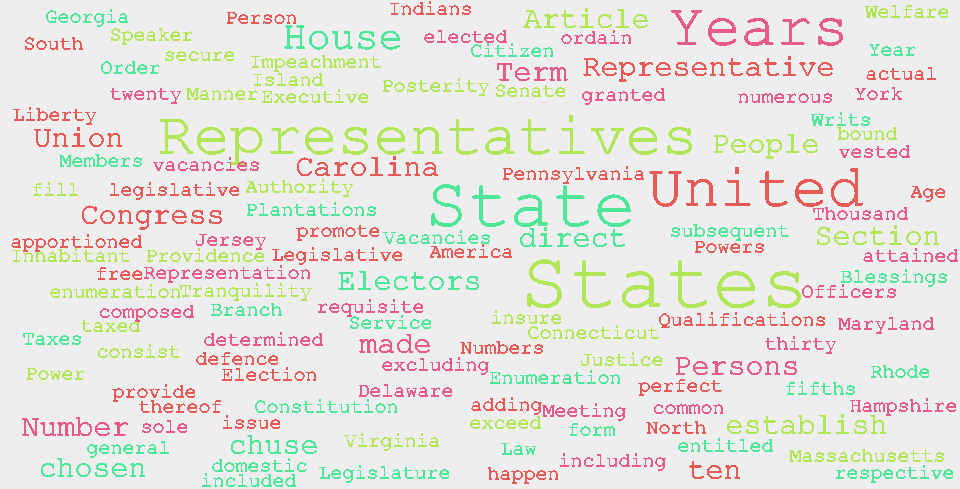 Georgia
Person
Indians
Welfare
Speaker
House
elected
ordain
Article
Years
South
secure
Citizen
Year
Order
Impeachment
Term
Representative
actual
Island
twenty
Manner
Executive
Posterity
Senate
granted
numerous
York
Liberty
Writs
Union
Representatives
People
bound
Members
vacancies
Carolina
vested
Pennsylvania
fill
legislative
Authority
State
United
Age
Congress
Plantations
Thousand
promote
subsequent
apportioned
Jersey
Vacancies
direct
Section
Inhabitant
Providence
Legislative
America
Powers
attained
free
Representation
Electors
States
Blessings
enumeration
Tranquility
Officers
composed
Branch
requisite
insure
Qualifications
Maryland
taxed
Service
Connecticut
Taxes
determined
made
Numbers
thirty
consist
defence
excluding
Justice
Persons
Power
Election
Enumeration
Rhode
provide
Delaware
perfect
fifths
thereof
Constitution
adding
Meeting
common
Hampshire
Number
sole
issue
exceed
form
North
establish
general
chuse
Virginia
Law
entitled
chosen
domestic
Legislature
including
Massachusetts
included
happen
ten
respective